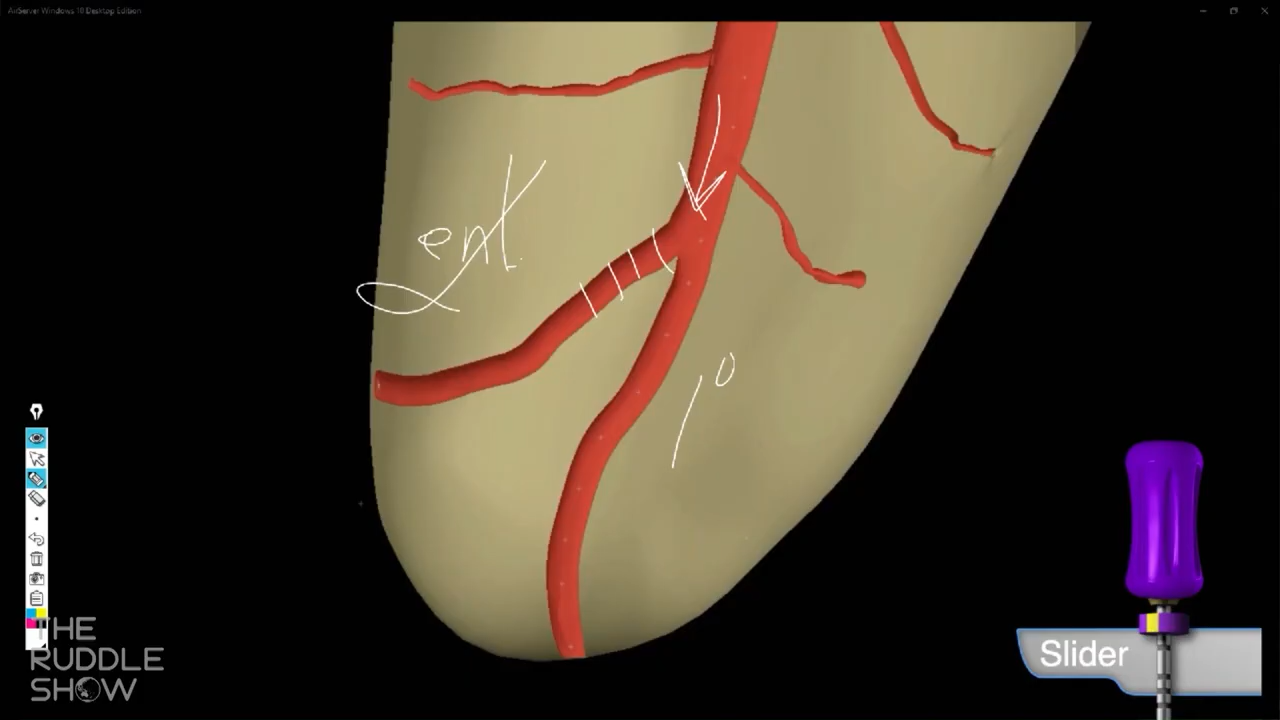 AirServer Windows 10 Desktop Edition
ent.
1°
THE
RUDDLE
SHOW
Slider